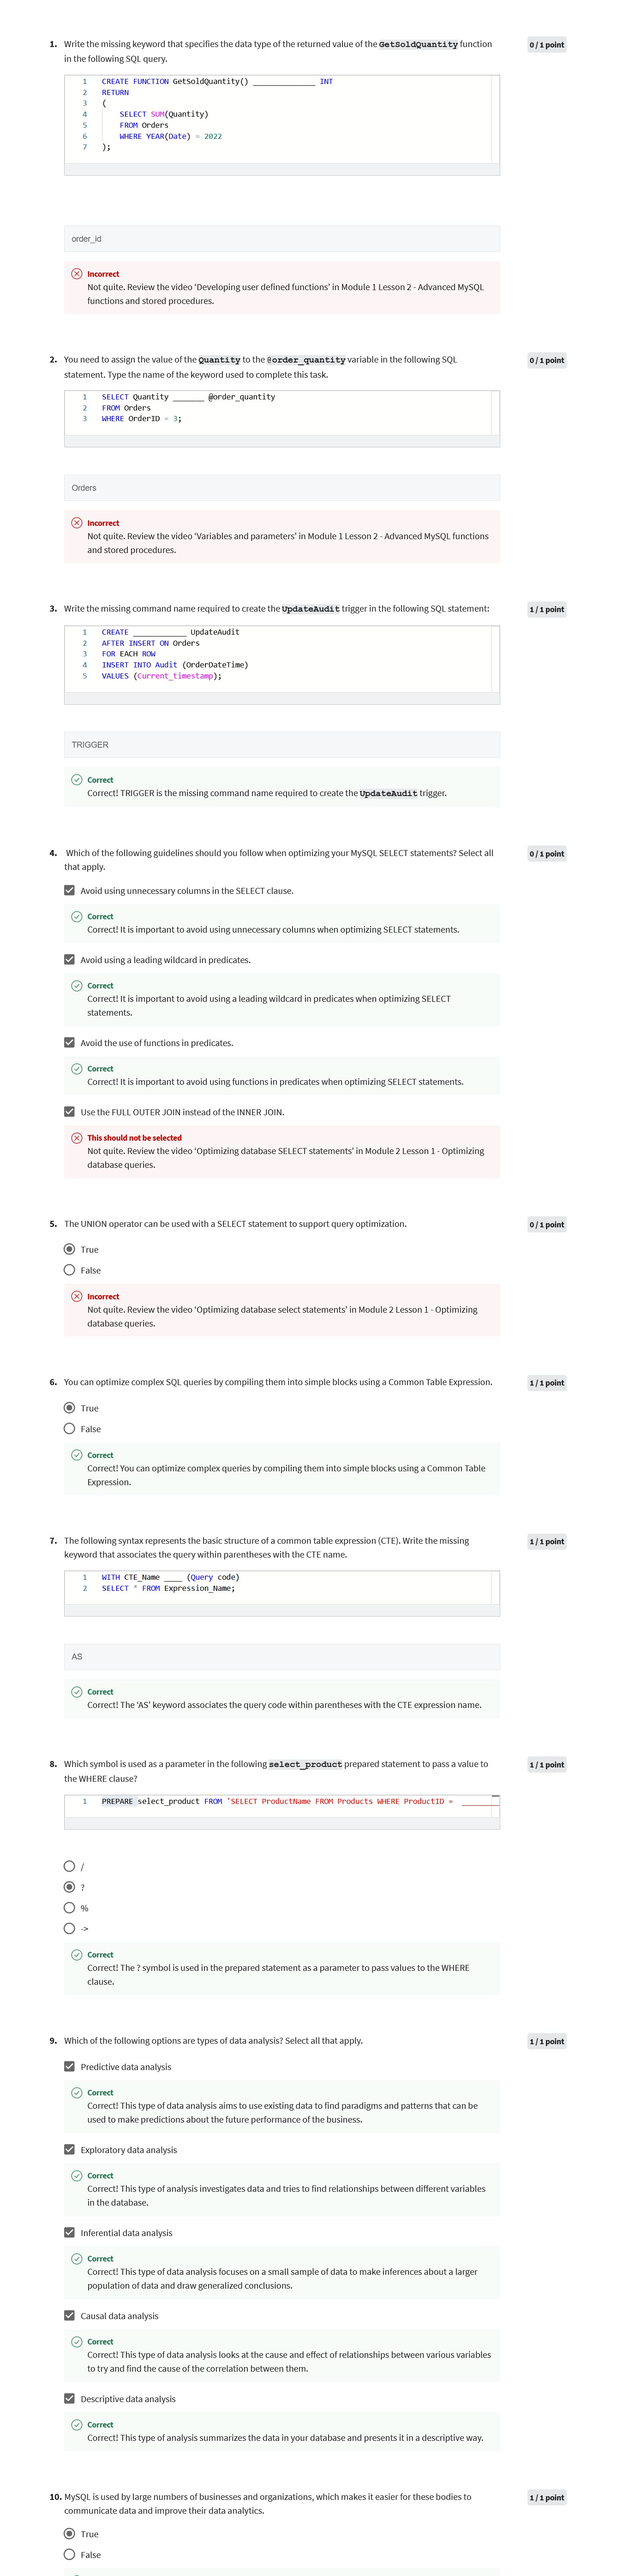 1. Write the missing keyword that specifies the data type of the returned value of the GetSoldQuantity function
0 / 1 point
in the following SQL query.
1 CREATE FUNCTION GetSoldQuantity() ______________ INT
2 RETURN
3 (
4 SELECT SUM(Quantity)
5 FROM Orders
6 WHERE YEAR(Date) = 2022
7 );
order_id
Incorrect
Not quite. Review the video 'Developing user defined functions' in Module 1 Lesson 2 - Advanced MySQL
functions and stored procedures.
2. You need to assign the value of the Quantity to the @order_quantity variable in the following SQL
0 / 1 point
statement. Type the name of the keyword used to complete this task.
1 SELECT Quantity _______ @order_quantity
2 FROM Orders
3 WHERE OrderID = 3;
Orders
Incorrect
Not quite. Review the video 'Variables and parameters' in Module 1 Lesson 2 - Advanced MySQL functions
and stored procedures.
3. Write the missing command name required to create the UpdateAudit trigger in the following SQL statement:
1 / 1 point
1 CREATE ____________ UpdateAudit
2 AFTER INSERT ON Orders
3 FOR EACH ROW
4 INSERT INTO Audit (OrderDateTime)
5 VALUES (Current_timestamp);
TRIGGER
Correct
Correct! TRIGGER is the missing command name required to create the UpdateAudit trigger.
4. Which of the following guidelines should you follow when optimizing your MySQL SELECT statements? Select all
0 / 1 point
that apply.
Avoid using unnecessary columns in the SELECT clause.
Correct
Correct! It is important to avoid using unnecessary columns when optimizing SELECT statements.
Avoid using a leading wildcard in predicates.
Correct
Correct! It is important to avoid using a leading wildcard in predicates when optimizing SELECT
statements.
Avoid the use of functions in predicates.
Correct
Correct! It is important to avoid using functions in predicates when optimizing SELECT statements.
Use the FULL OUTER JOIN instead of the INNER JOIN.
This should not be selected
Not quite. Review the video 'Optimizing database SELECT statements' in Module 2 Lesson 1 - Optimizing
database queries.
5. The UNION operator can be used with a SELECT statement to support query optimization.
0 / 1 point
True
False
Incorrect
Not quite. Review the video 'Optimizing database select statements' in Module 2 Lesson 1 - Optimizing
database queries.
6. You can optimize complex SQL queries by compiling them into simple blocks using a Common Table Expression.
1 / 1 point
True
False
Correct
Correct! You can optimize complex queries by compiling them into simple blocks using a Common Table
Expression.
7. The following syntax represents the basic structure of a common table expression (CTE). Write the missing
1 / 1 point
keyword that associates the query within parentheses with the CTE name.
1 WITH CTE_Name ____ (Query code)
2 SELECT * FROM Expression_Name;
AS
Correct
Correct! The 'AS' keyword associates the query code within parentheses with the CTE expression name.
8. Which symbol is used as a parameter in the following select_product prepared statement to pass a value to
1 / 1 point
the WHERE clause?
1 PREPARE select_product FROM 'SELECT ProductName FROM Products WHERE ProductID = ________
/
?
%
->
Correct
Correct! The ? symbol is used in the prepared statement as a parameter to pass values to the WHERE
clause.
9. Which of the following options are types of data analysis? Select all that apply.
1 / 1 point
Predictive data analysis
Correct
Correct! This type of data analysis aims to use existing data to find paradigms and patterns that can be
used to make predictions about the future performance of the business.
Exploratory data analysis
Correct
Correct! This type of analysis investigates data and tries to find relationships between different variables
in the database.
Inferential data analysis
Correct
Correct! This type of data analysis focuses on a small sample of data to make inferences about a larger
population of data and draw generalized conclusions.
Causal data analysis
Correct
Correct! This type of data analysis looks at the cause and effect of relationships between various variables
to try and find the cause of the correlation between them.
Descriptive data analysis
Correct
Correct! This type of analysis summarizes the data in your database and presents it in a descriptive way.
10. MySQL is used by large numbers of businesses and organizations, which makes it easier for these bodies to
1 / 1 point
communicate data and improve their data analytics.
True
False